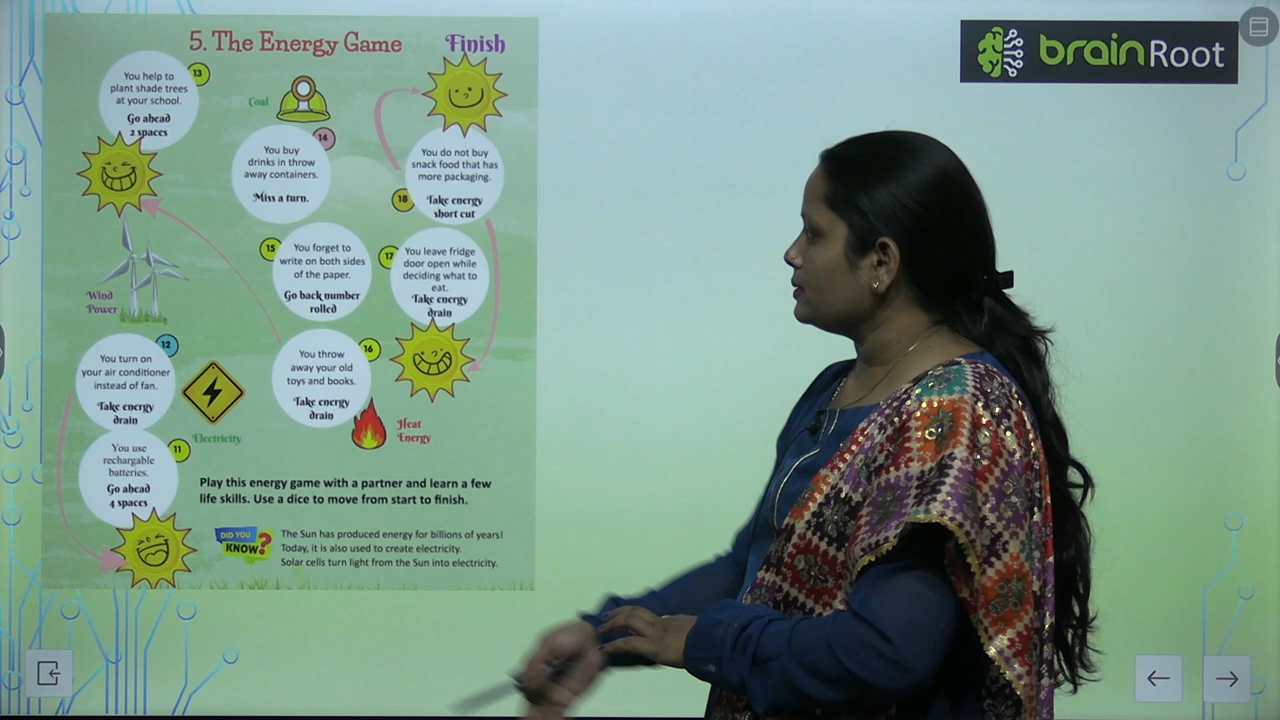 5. The Energy Game
Finish
brainRoot
13
You help to
plant shade trees
at your school.
Go ahead
2 spaces
Coal
14
You buy
drinks in throw
away containers.
Miss a turn.
You do not buy
snack food that has
more packaging.
18
Take energy
short cut
15
You forget to
write on both sides
of the paper.
Go back number
rolled
17
You leave fridge
door open while
deciding what to
eat.
Take energy
drain
Wind
Power
12
You turn on
your air conditioner
instead of fan.
Take energy
drain
Electricity
16
You throw
away your old
toys and books.
Take energy
drain
Heat
Energy
11
You use
rechargable
batteries.
Go ahead
4 spaces
Play this energy game with a partner and learn a few
life skills. Use a dice to move from start to finish.
DID YOU
KNOW?
The Sun has produced energy for billions of years!
Today, it is also used to create electricity.
Solar cells turn light from the Sun into electricity.